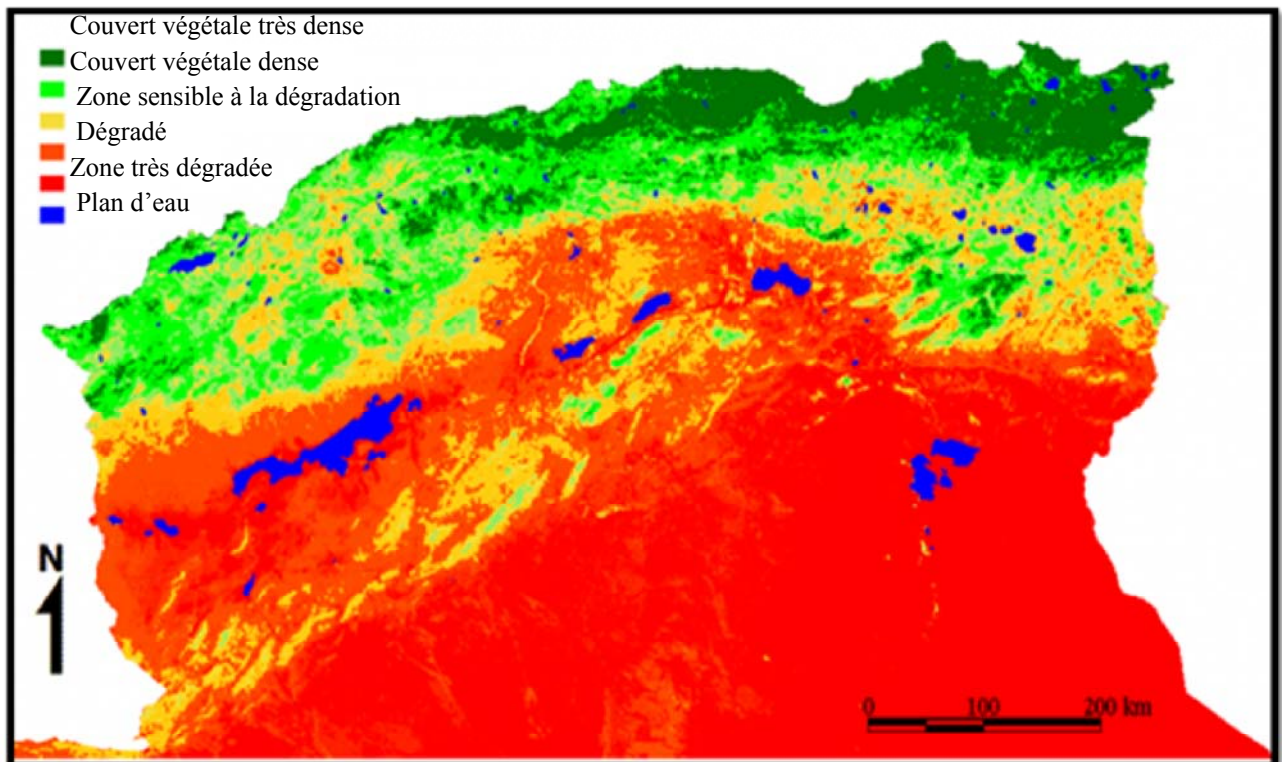 Couvert végétale très dense
Couvert végétale dense
Zone sensible à la dégradation
Dégradé
Zone très dégradée
Plan d’eau
N
0 100 200 km